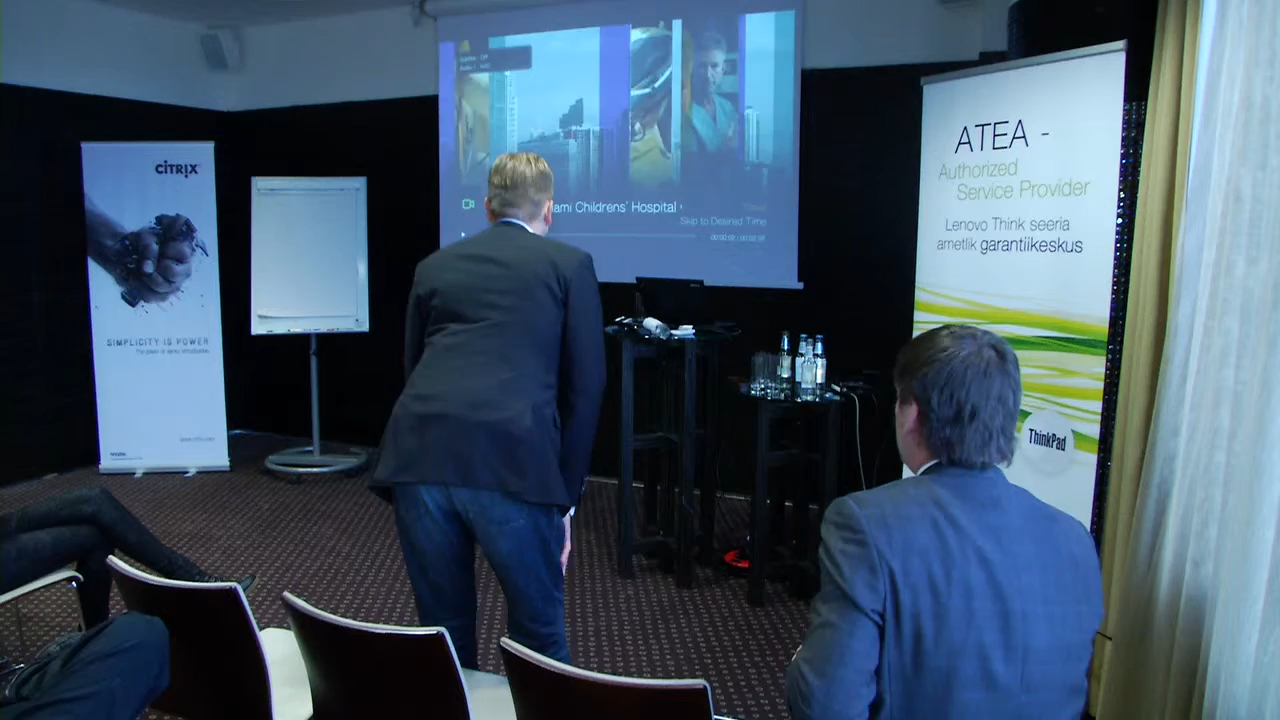 CITRIX
SIMPLICITY IS POWER
ami Childrens' Hospital
Skip to Desired Time
ATEA -
Authorized
Service Provider
Lenovo Think seeria
ametlik garantiikeskus
ThinkPad